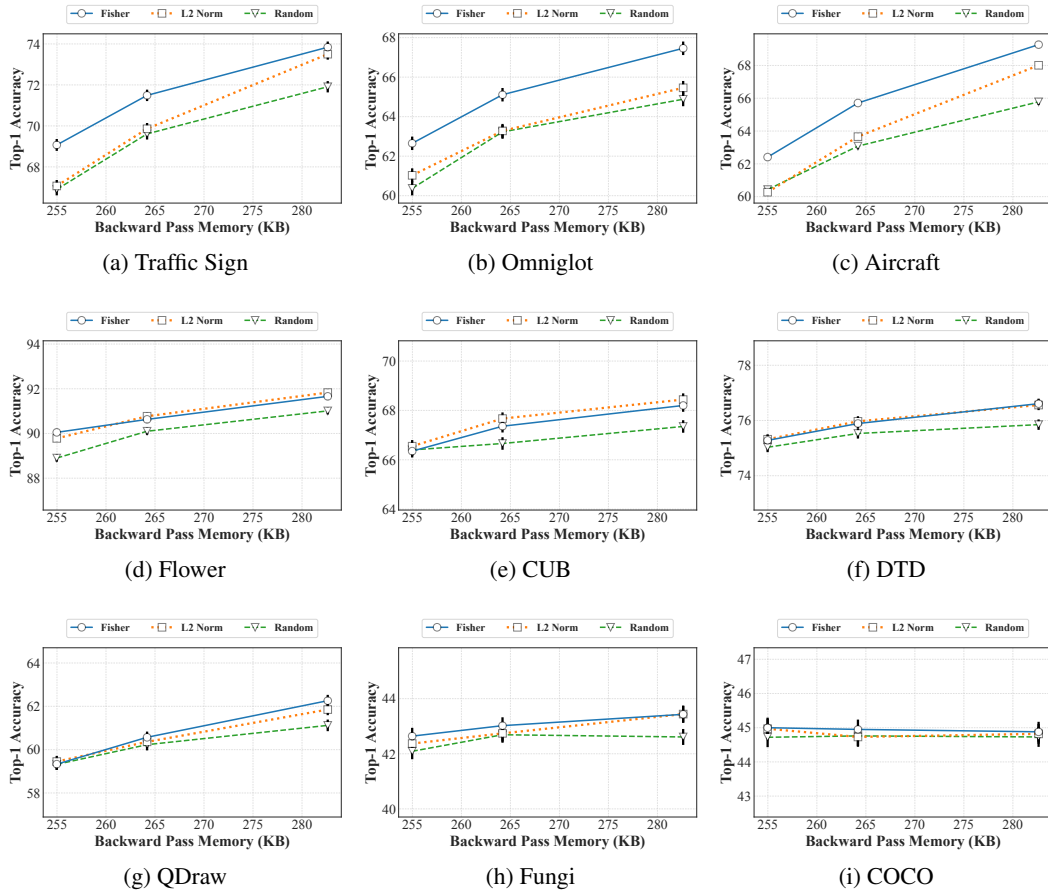 Fisher L2 Norm Random
Fisher L2 Norm Random
Fisher L2 Norm Random
Top-1 Accuracy
74
72
70
68
255 260 265 270 275 280
Backward Pass Memory (KB)
(a) Traffic Sign
Top-1 Accuracy
68
66
64
62
60
255 260 265 270 275 280
Backward Pass Memory (KB)
(b) Omniglot
Top-1 Accuracy
68
66
64
62
60
255 260 265 270 275 280
Backward Pass Memory (KB)
(c) Aircraft
Fisher L2 Norm Random
Fisher L2 Norm Random
Fisher L2 Norm Random
Top-1 Accuracy
94
92
90
88
255 260 265 270 275 280
Backward Pass Memory (KB)
(d) Flower
Top-1 Accuracy
70
68
66
64
255 260 265 270 275 280
Backward Pass Memory (KB)
(e) CUB
Top-1 Accuracy
78
76
74
255 260 265 270 275 280
Backward Pass Memory (KB)
(f) DTD
Fisher L2 Norm Random
Fisher L2 Norm Random
Fisher L2 Norm Random
Top-1 Accuracy
64
62
60
58
255 260 265 270 275 280
Backward Pass Memory (KB)
(g) QDraw
Top-1 Accuracy
44
42
40
255 260 265 270 275 280
Backward Pass Memory (KB)
(h) Fungi
Top-1 Accuracy
47
46
45
44
43
255 260 265 270 275 280
Backward Pass Memory (KB)
(i) COCO